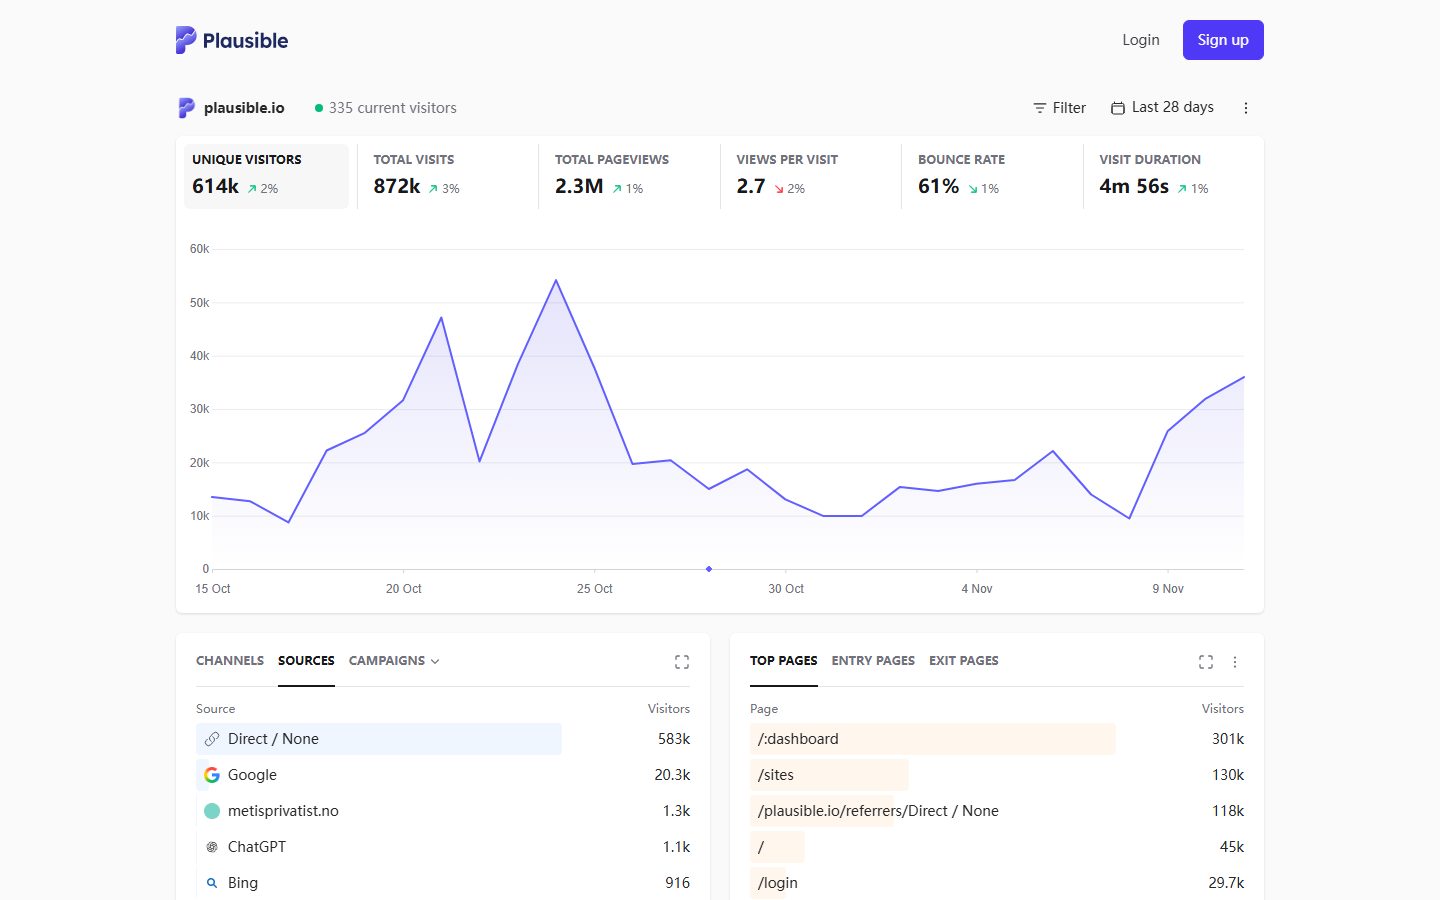 Plausible
Login
Sign up
plausible.io
335 current visitors
Filter
Last 28 days
UNIQUE VISITORS
614k 2%
TOTAL VISITS
872k 3%
TOTAL PAGEVIEWS
2.3M 1%
VIEWS PER VISIT
2.7 2%
BOUNCE RATE
61% 1%
VISIT DURATION
4m 56s 1%
60k
50k
40k
30k
20k
10k
0
15 Oct 20 Oct 25 Oct 30 Oct 4 Nov 9 Nov
CHANNELS SOURCES CAMPAIGNS
Source Visitors
Direct / None 583k
Google 20.3k
metisprivatist.no 1.3k
ChatGPT 1.1k
Bing 916
TOP PAGES ENTRY PAGES EXIT PAGES
Page Visitors
/:dashboard 301k
/sites 130k
/plausible.io/referrers/Direct / None 118k
/ 45k
/login 29.7k